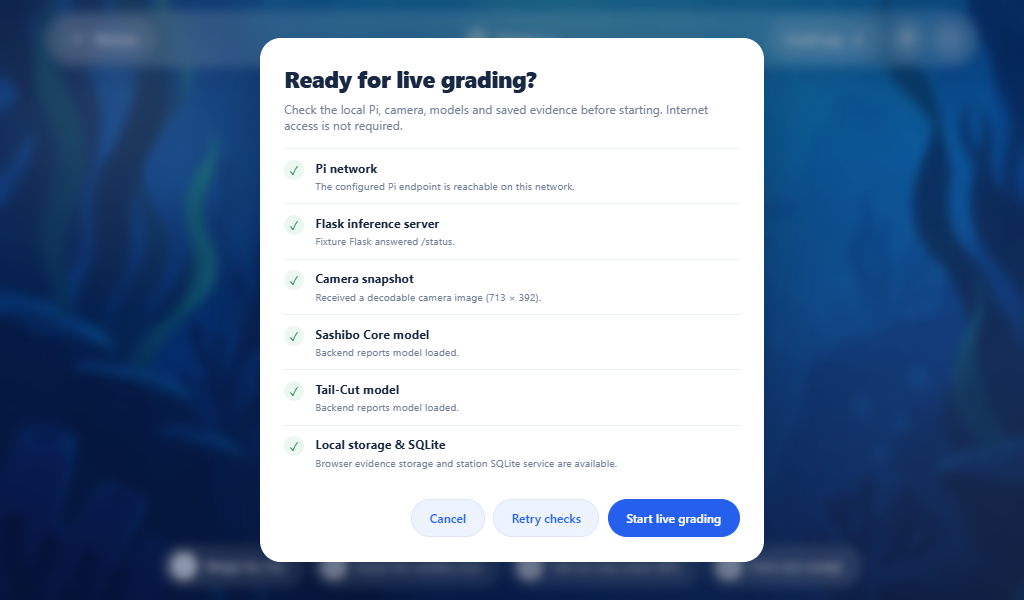 Ready for live grading?
Check the local Pi, camera, models and saved evidence before starting. Internet
access is not required.
Pi network
The configured Pi endpoint is reachable on this network.
Flask inference server
Fixture Flask answered /status.
Camera snapshot
Received a decodable camera image (713 × 392).
Sashibo Core model
Backend reports model loaded.
Tail-Cut model
Backend reports model loaded.
Local storage & SQLite
Browser evidence storage and station SQLite service are available.
Cancel
Retry checks
Start live grading